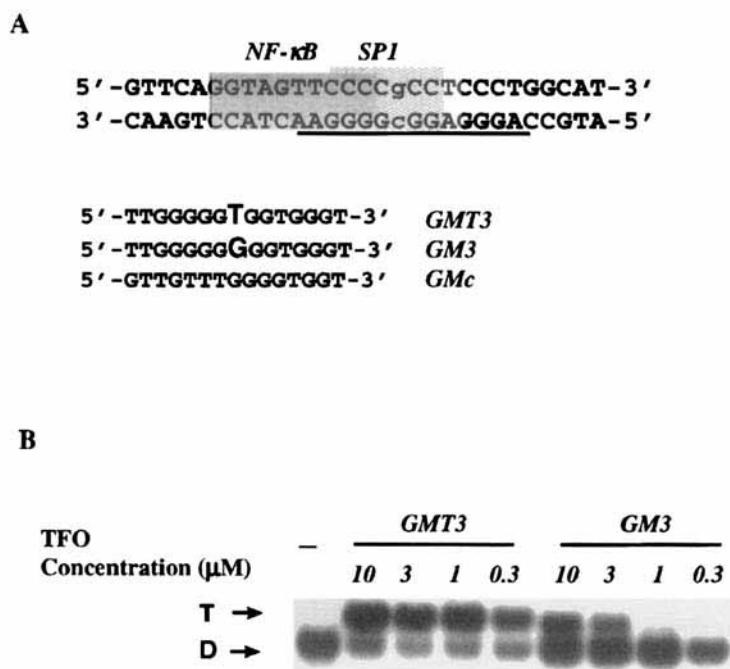 A
NF-κB SP1
5'-GTTCAGGTAGTTCCCCCgCCTCCCCTGGCAT-3'
3'-CAAGTCCATCAAGGGGcGGAGGGACCGTA-5'
5'-TTGGGGGTGGTGGGT-3' GMT3
5'-TTGGGGGGGGTGGGT-3' GM3
5'-GTTGTTTGGGGTGGT-3' GMc
B
TFO – GMT3 GM3
Concentration (µM) 10 3 1 0.3 10 3 1 0.3
T
D